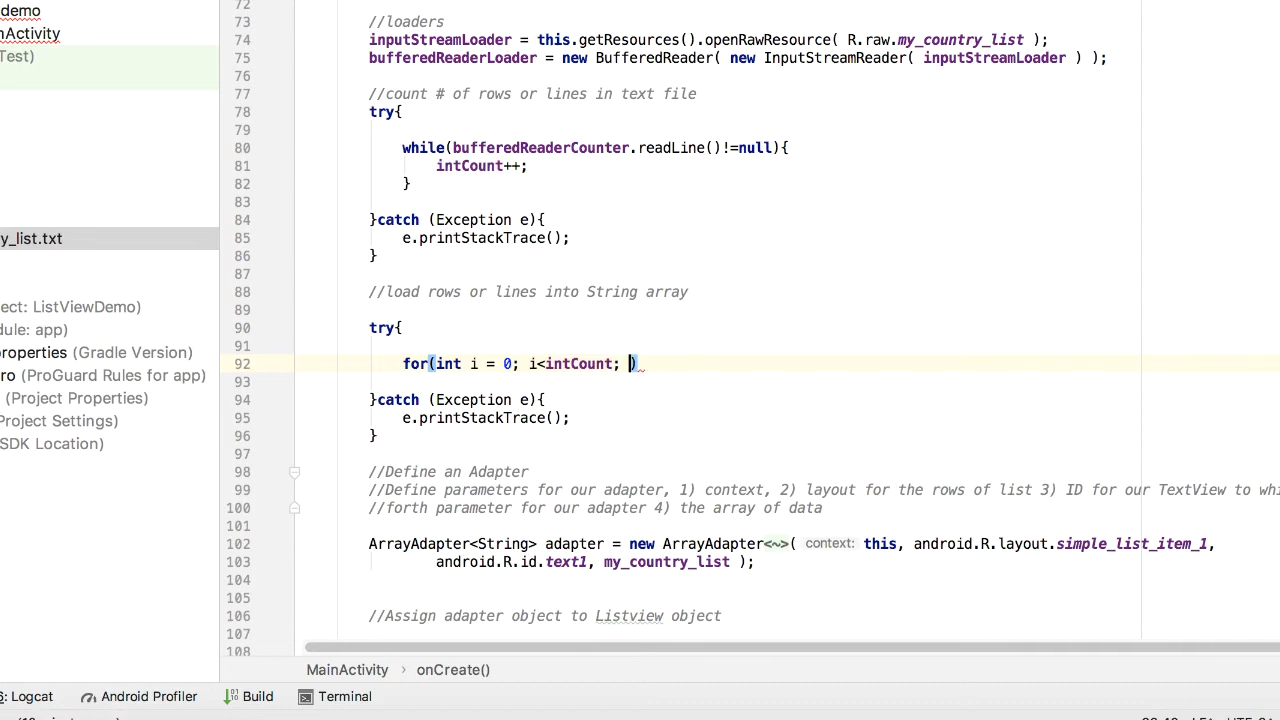 demo
nActivity
Test)
y_list.txt
ect: ListViewDemo)
dule: app)
roperties (Gradle Version)
ro (ProGuard Rules for app)
(Project Properties)
Project Settings)
SDK Location)
72
73 //loaders
74 inputStreamLoader = this.getResources().openRawResource( R.raw.my_country_list );
75 bufferedReaderLoader = new BufferedReader( new InputStreamReader( inputStreamLoader ) );
76
77 //count # of rows or lines in text file
78 try{
79
80 while(bufferedReaderCounter.readLine()!=null){
81 intCount++;
82 }
83
84 }catch (Exception e){
85 e.printStackTrace();
86 }
87
88 //load rows or lines into String array
89
90 try{
91
92 for(int i = 0; i<intCount; )
93
94 }catch (Exception e){
95 e.printStackTrace();
96 }
97
98 //Define an Adapter
99 //Define parameters for our adapter, 1) context, 2) layout for the rows of list 3) ID for our TextView to whi
100 //forth parameter for our adapter 4) the array of data
101
102 ArrayAdapter<String> adapter = new ArrayAdapter<~>( context: this, android.R.layout.simple_list_item_1,
103 android.R.id.text1, my_country_list );
104
105
106 //Assign adapter object to Listview object
107
108
MainActivity › onCreate()
6: Logcat Android Profiler Build Terminal